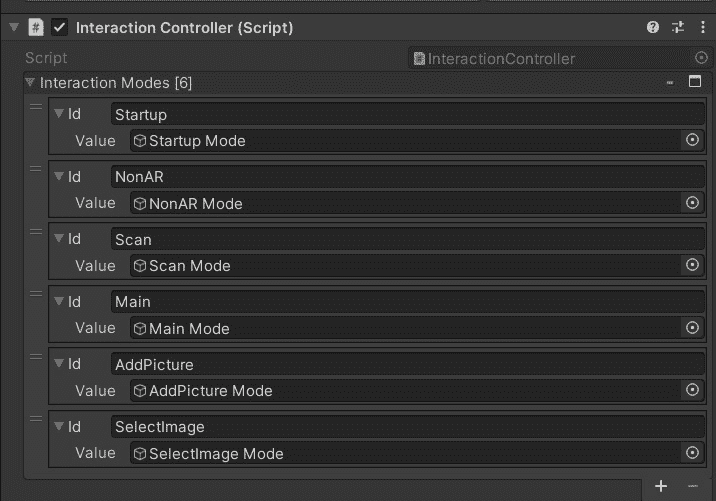 Interaction Controller (Script)
Script InteractionController
Interaction Modes [6]
Id Startup
Value Startup Mode
Id NonAR
Value NonAR Mode
Id Scan
Value Scan Mode
Id Main
Value Main Mode
Id AddPicture
Value AddPicture Mode
Id SelectImage
Value SelectImage Mode